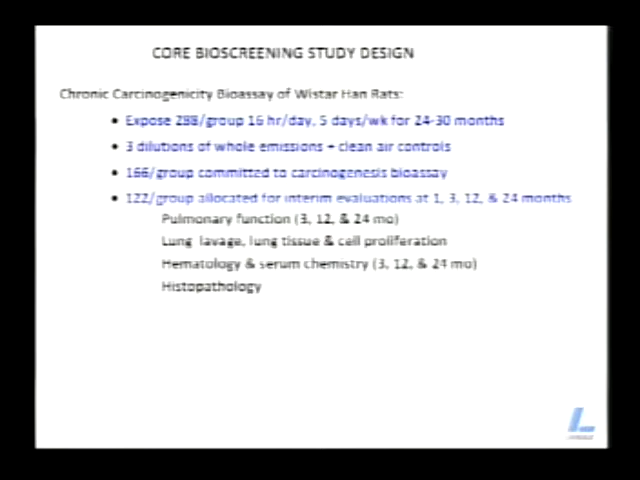 CORE BIOSCREENING STUDY DESIGN
Chronic Carcinogenicity Bioassay of Wistar Han Rats:
• Expose 288/group 16 hr/day, 5 days/wk for 24-30 months
• 3 dilutions of whole emissions + clean air controls
• 166/group committed to carcinogenesis bioassay
• 122/group allocated for interim evaluations at 1, 3, 12, & 24 months
Pulmonary function (3, 12, & 24 mo)
Lung lavage, lung tissue & cell proliferation
Hematology & serum chemistry (3, 12, & 24 mo)
Histopathology